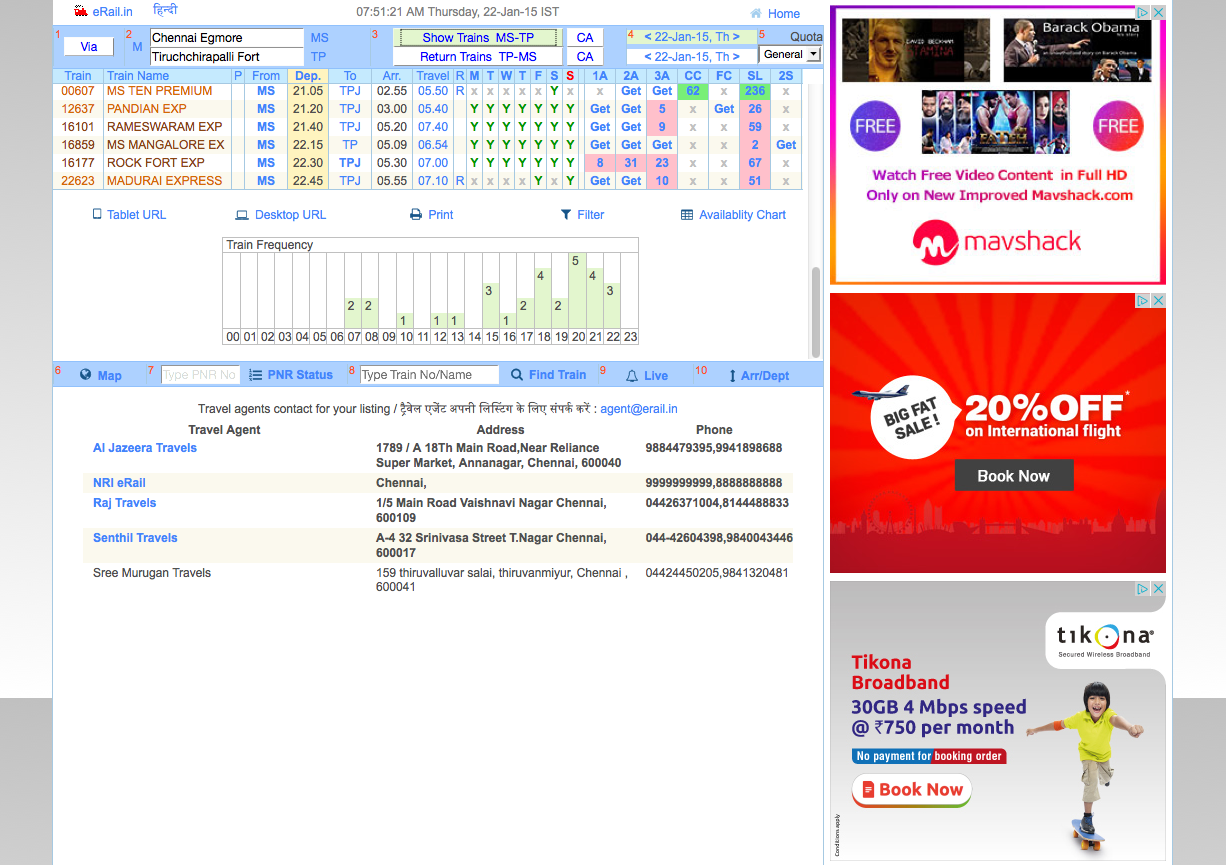 eRail.in हिन्दी 07:51:21 AM Thursday, 22-Jan-15 IST Home
1 Via 2 M Chennai Egmore MS 3 Show Trains MS-TP CA 4 < 22-Jan-15, Th > 5 Quota
Tiruchchirapalli Fort TP Return Trains TP-MS CA < 22-Jan-15, Th > General
Train Train Name P From Dep. To Arr. Travel R M T W T F S S 1A 2A 3A CC FC SL 2S
00607 MS TEN PREMIUM MS 21.05 TPJ 02.55 05.50 R x x x x x Y x x Get Get 62 x 236 x
12637 PANDIAN EXP MS 21.20 TPJ 03.00 05.40 Y Y Y Y Y Y Y Get Get 5 x Get 26 x
16101 RAMESWARAM EXP MS 21.40 TPJ 05.20 07.40 Y Y Y Y Y Y Y Get Get 9 x x 59 x
16859 MS MANGALORE EX MS 22.15 TP 05.09 06.54 Y Y Y Y Y Y Y Get Get Get x x 2 Get
16177 ROCK FORT EXP MS 22.30 TPJ 05.30 07.00 Y Y Y Y Y Y Y 8 31 23 x x 67 x
22623 MADURAI EXPRESS MS 22.45 TPJ 05.55 07.10 R x x x x Y x Y Get Get 10 x x 51 x
Tablet URL Desktop URL Print Filter Availablity Chart
Train Frequency
2 2 1 1 1 3 1 2 4 2 5 4 3
00 01 02 03 04 05 06 07 08 09 10 11 12 13 14 15 16 17 18 19 20 21 22 23
6 Map 7 Type PNR No PNR Status 8 Type Train No/Name Find Train 9 Live 10 Arr/Dept
Travel agents contact for your listing / ट्रैवेल एजेंट अपनी लिस्टिंग के लिए संपर्क करें : agent@erail.in
Travel Agent Address Phone
Al Jazeera Travels 1789 / A 18Th Main Road,Near Reliance 9884479395,9941898688
Super Market, Annanagar, Chennai, 600040
NRI eRail Chennai, 9999999999,8888888888
Raj Travels 1/5 Main Road Vaishnavi Nagar Chennai, 04426371004,8144488833
600109
Senthil Travels A-4 32 Srinivasa Street T.Nagar Chennai, 044-42604398,9840043446
600017
Sree Murugan Travels 159 thiruvalluvar salai, thiruvanmiyur, Chennai , 04424450205,9841320481
600041
DAVID BECKHAM
STAMINA
Barack Obama
FREE FREE
Watch Free Video Content in Full HD
Only on New Improved Mavshack.com
mavshack
BIG FAT
SALE!
20%OFF*
on International flight
Book Now
tikona®
Secured Wireless Broadband
Tikona
Broadband
30GB 4 Mbps speed
@ ₹750 per month
No payment for booking order
Book Now
Conditions apply